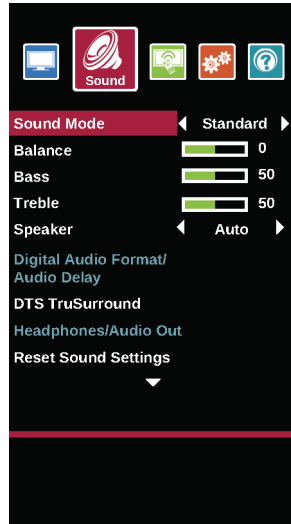 Sound
Sound Mode Standard
Balance 0
Bass 50
Treble 50
Speaker Auto
Digital Audio Format/
Audio Delay
DTS TruSurround
Headphones/Audio Out
Reset Sound Settings